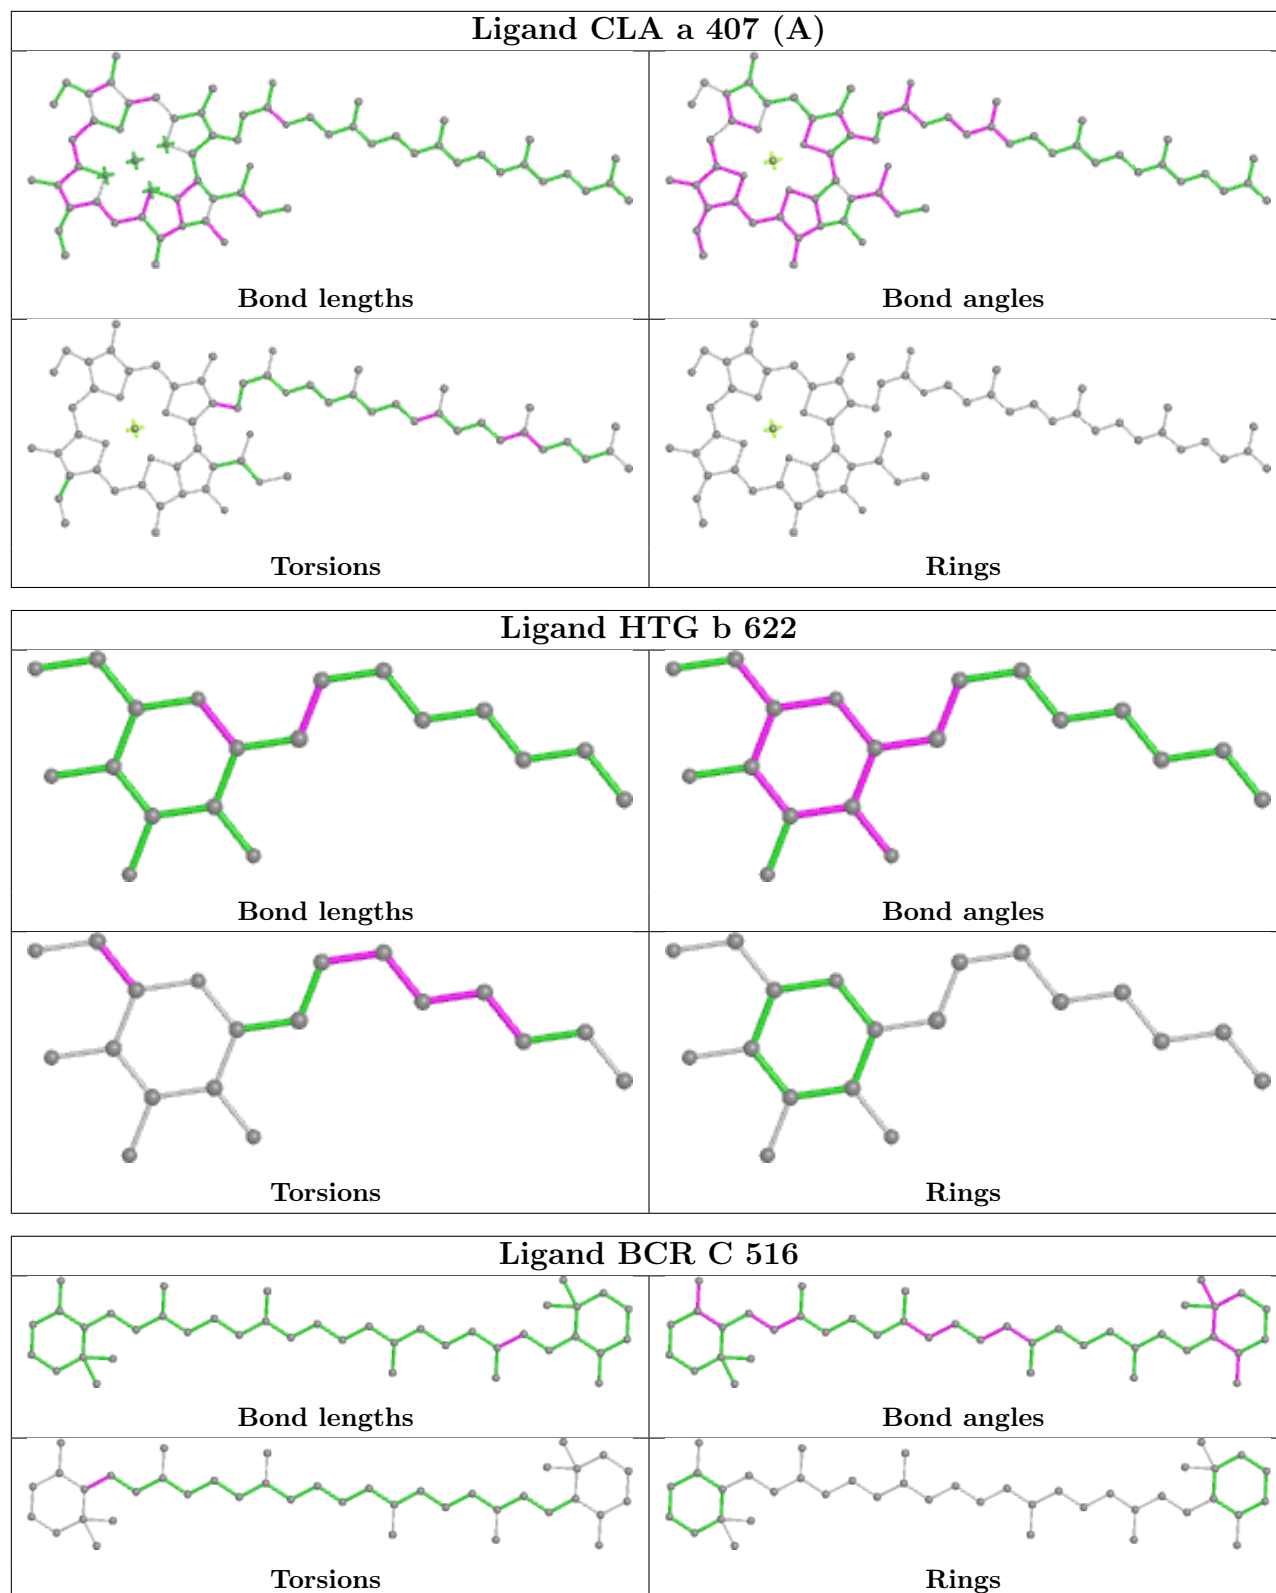 Ligand CLA a 407 (A)
Bond lengths
Bond angles
Torsions
Rings
Ligand HTG b 622
Bond lengths
Bond angles
Torsions
Rings
Ligand BCR C 516
Bond lengths
Bond angles
Torsions
Rings